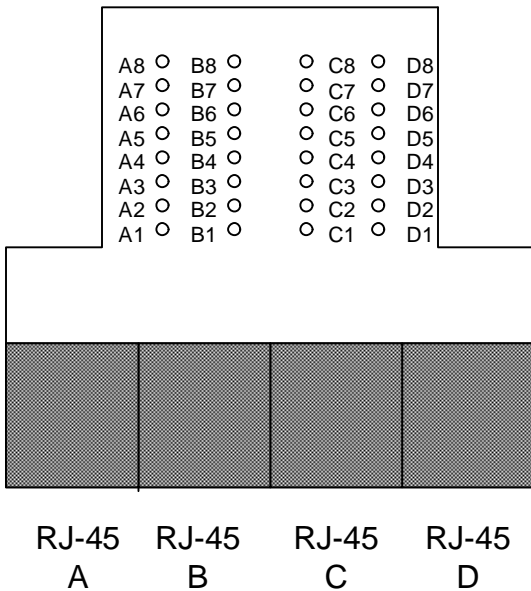 A8 B8 C8 D8
A7 B7 C7 D7
A6 B6 C6 D6
A5 B5 C5 D5
A4 B4 C4 D4
A3 B3 C3 D3
A2 B2 C2 D2
A1 B1 C1 D1
RJ-45 RJ-45 RJ-45 RJ-45
A B C D